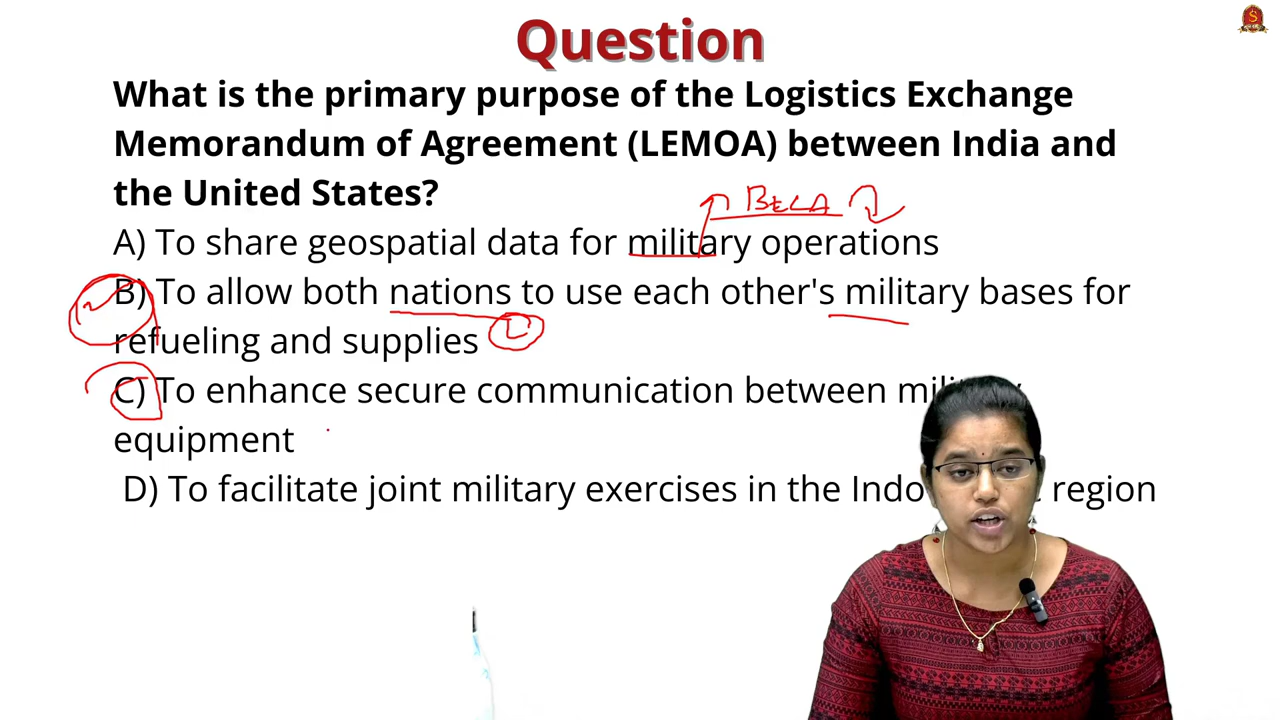 Question
What is the primary purpose of the Logistics Exchange
Memorandum of Agreement (LEMOA) between India and
the United States?
BECA
A) To share geospatial data for military operations
B) To allow both nations to use each other's military bases for
refueling and supplies
C) To enhance secure communication between military
equipment
D) To facilitate joint military exercises in the Indo region